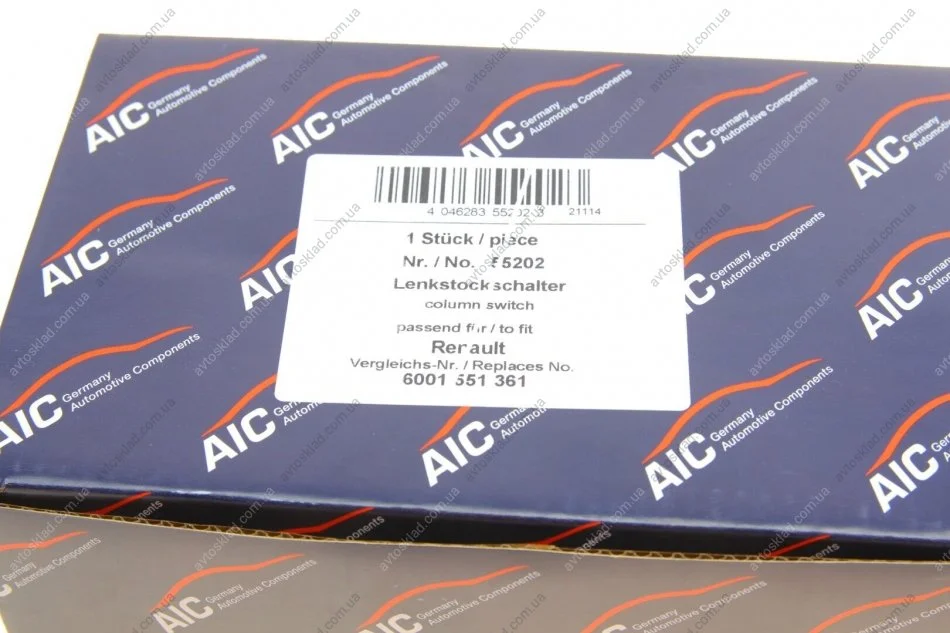 AIC Germany Automotive Components
4 046283 552023 21114
1 Stück / piece
Nr. / No. 55202
Lenkstockschalter
column switch
passend für / to fit
Renault
Vergleichs-Nr. / Replaces No.
6001 551 361
avtosklad.com.ua